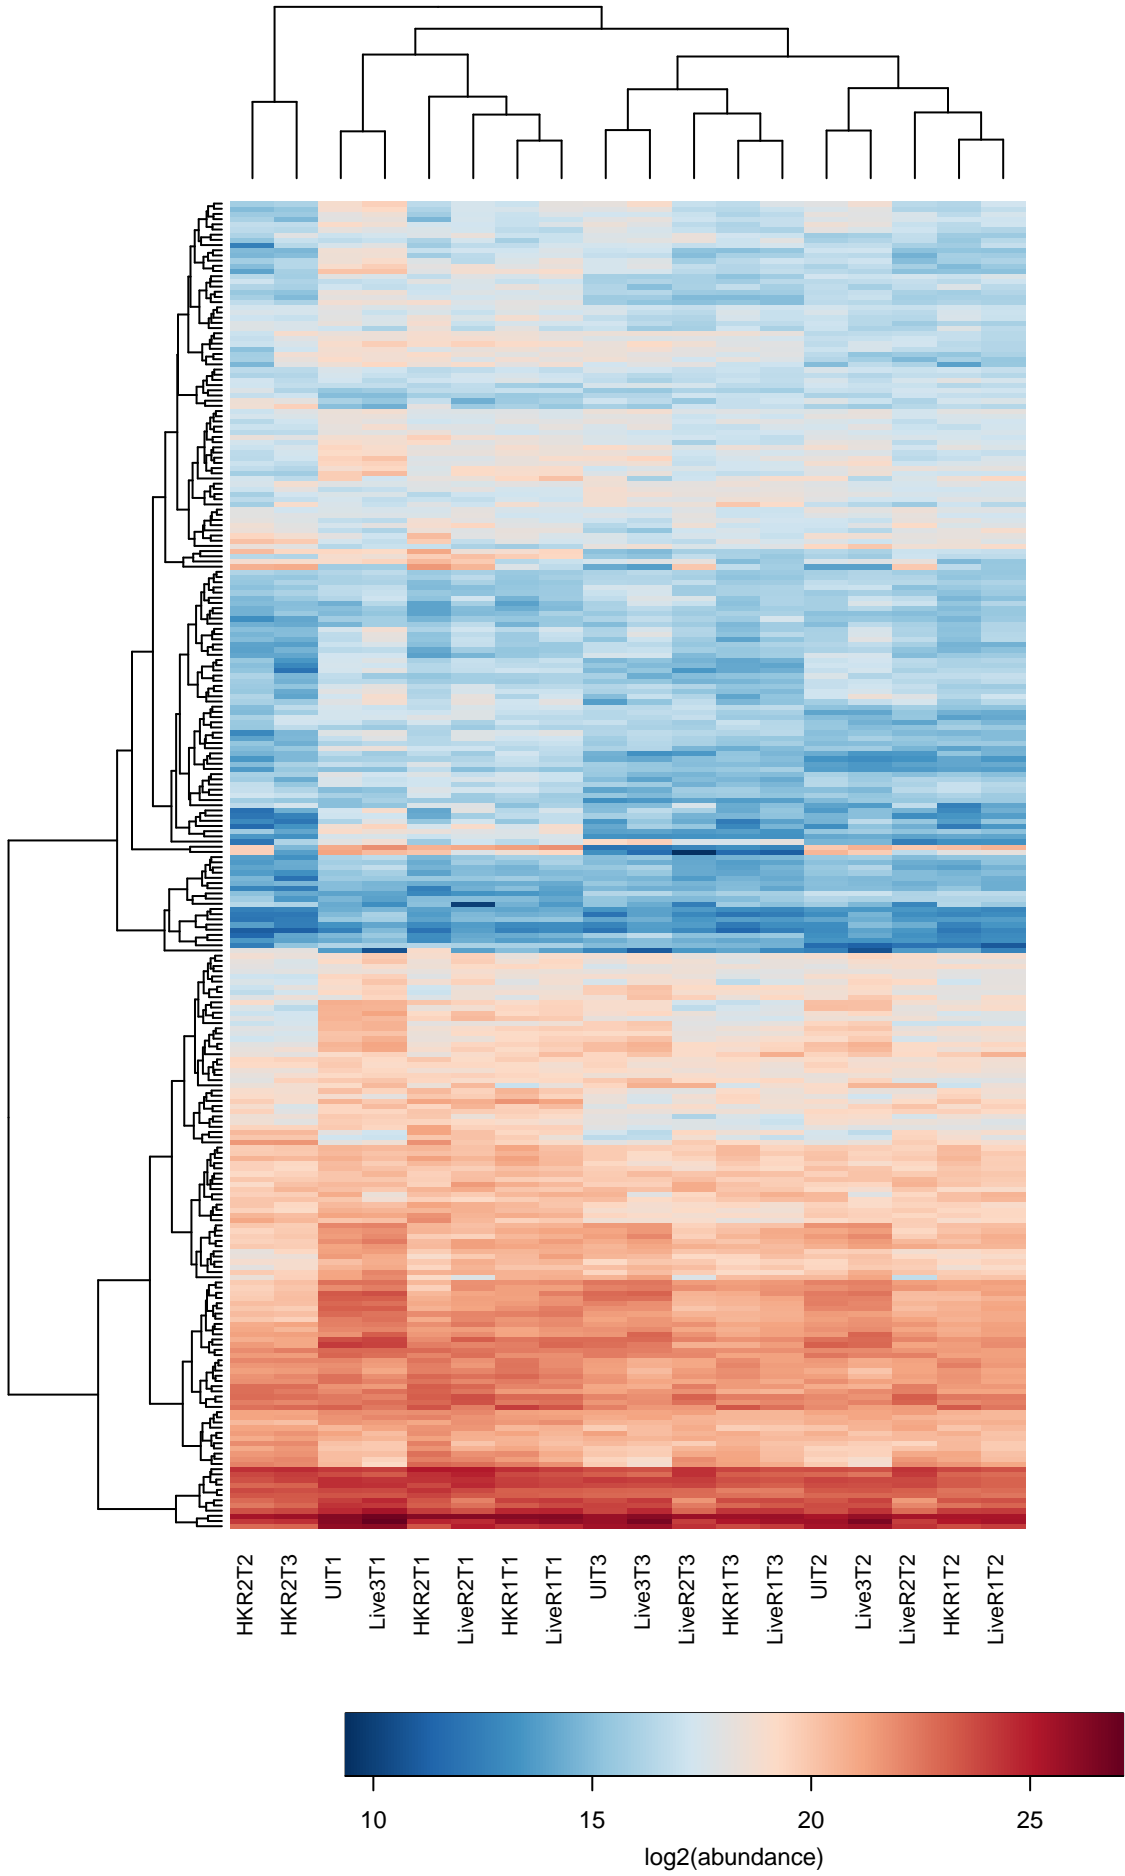 HKR2T2
HKR2T3
UIT1
Live3T1
HKR2T1
LiveR2T1
HKR1T1
LiveR1T1
UIT3
Live3T3
LiveR2T3
HKR1T3
LiveR1T3
UIT2
Live3T2
LiveR2T2
HKR1T2
LiveR1T2
10 15 20 25
log2(abundance)